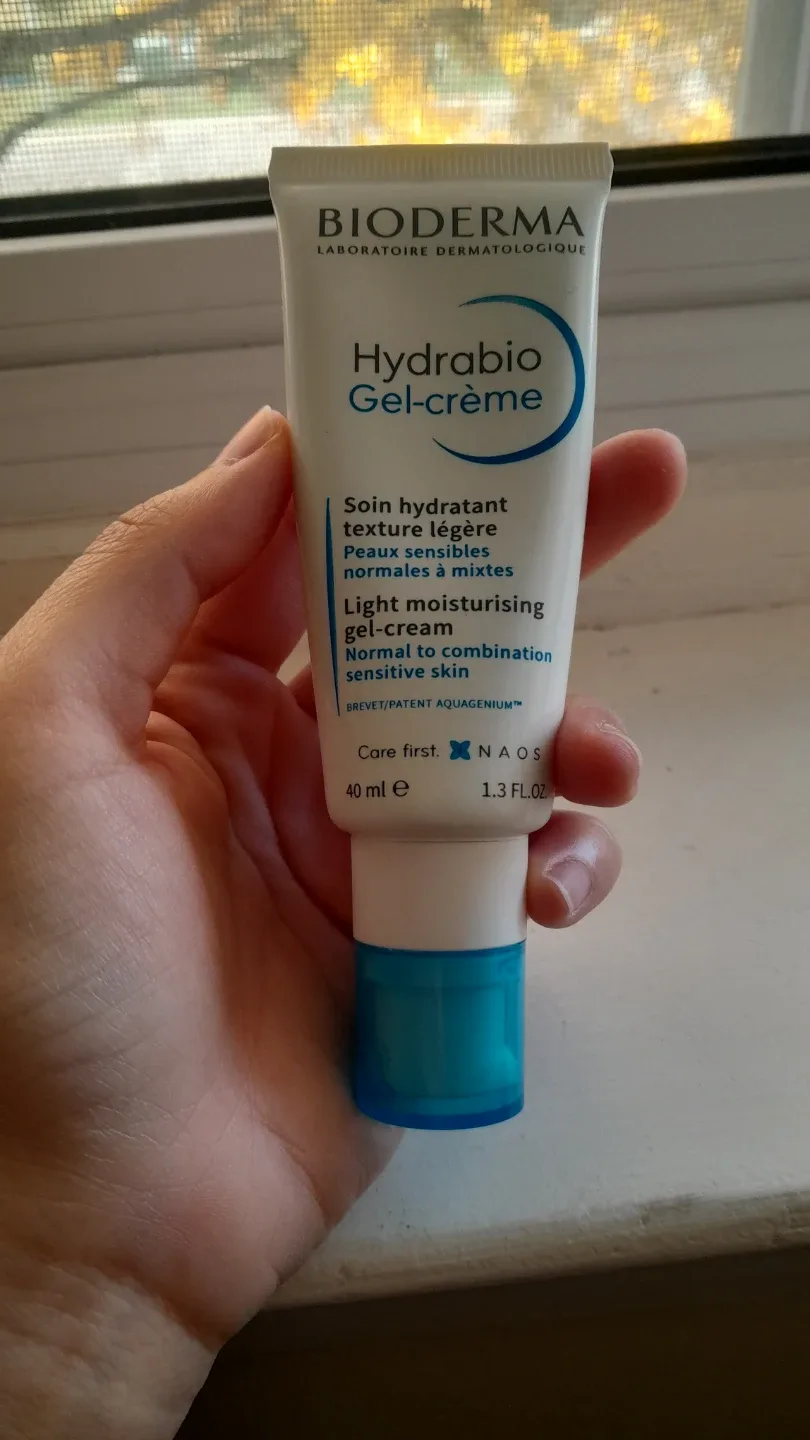 BIODERMA
LABORATOIRE DERMATOLOGIQUE
Hydrabio
Gel-crème
Soin hydratant
texture légère
Peaux sensibles
normales à mixtes
Light moisturising
gel-cream
Normal to combination
sensitive skin
BREVET/PATENT AQUAGENIUM™
Care first. NAOS
40 ml ℮ 1.3 FL.OZ.